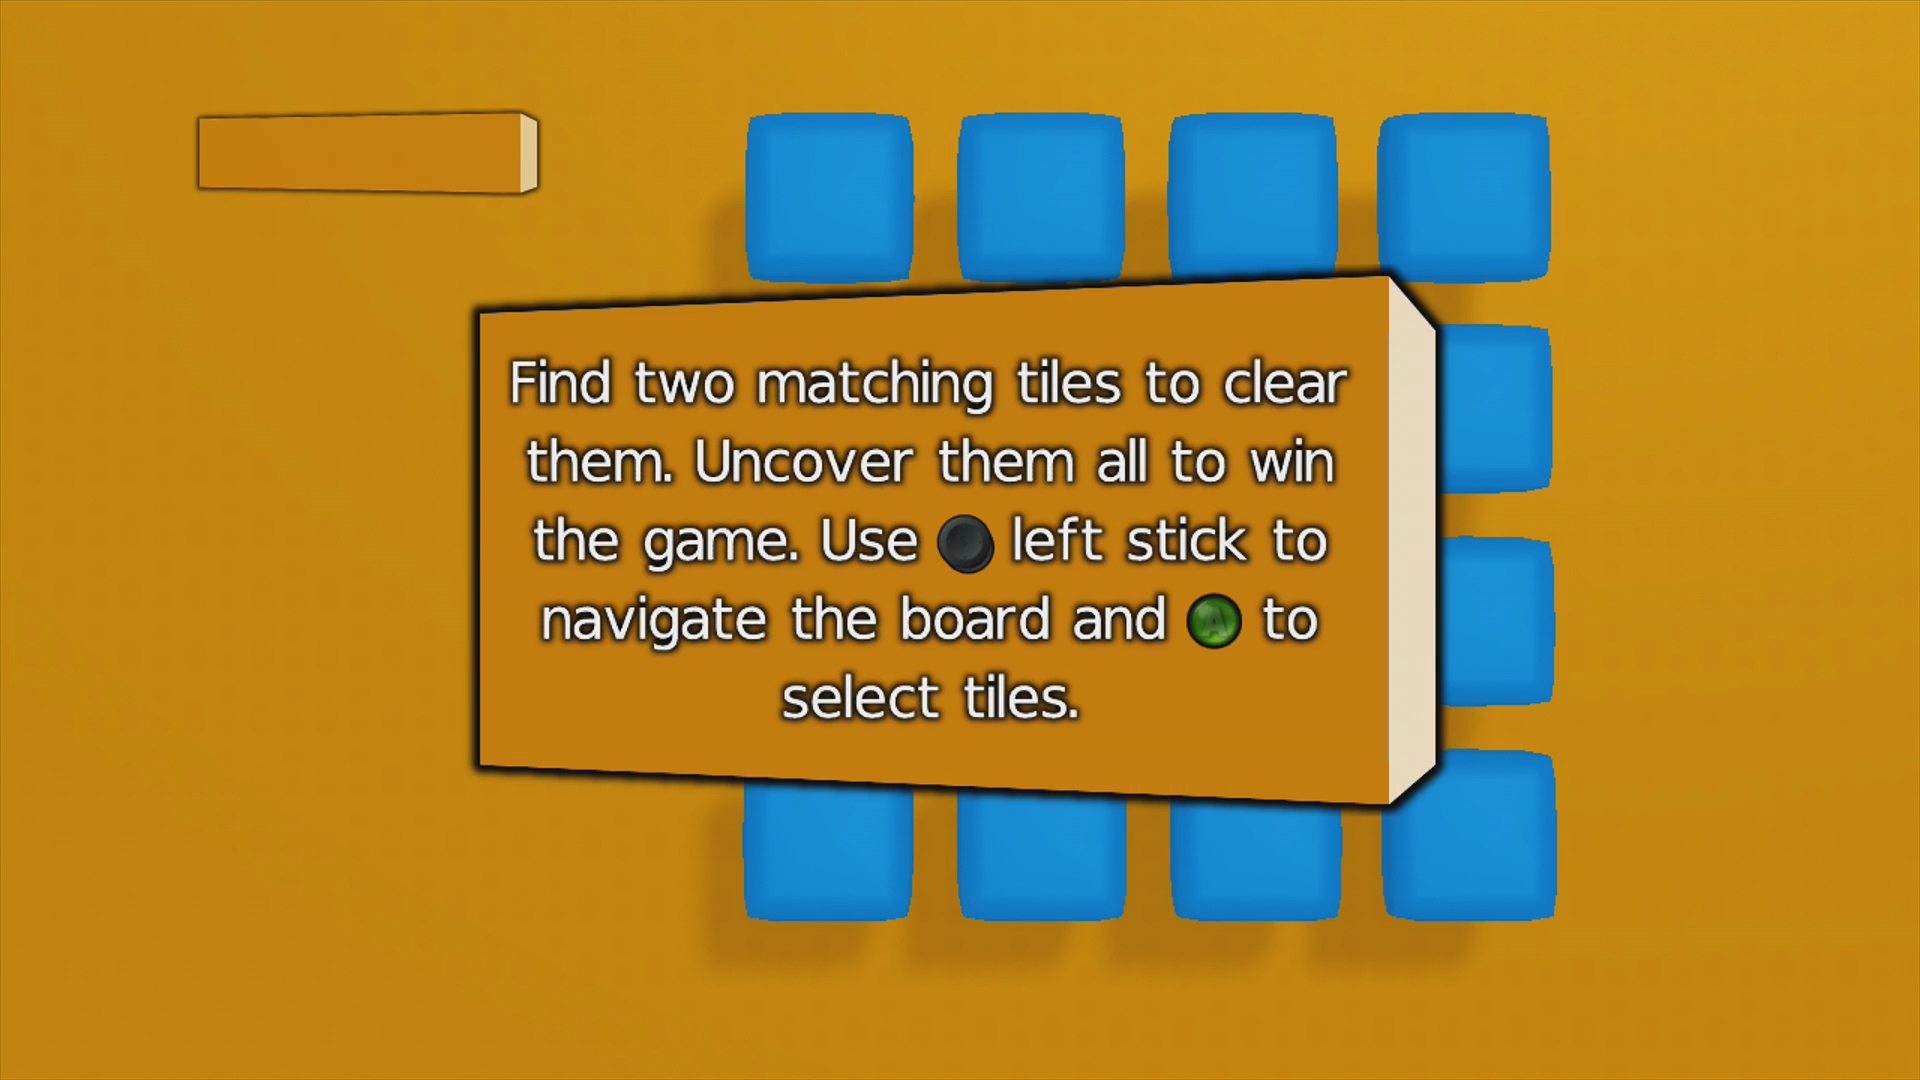 Find two matching tiles to clear
them. Uncover them all to win
the game. Use left stick to
navigate the board and A to
select tiles.